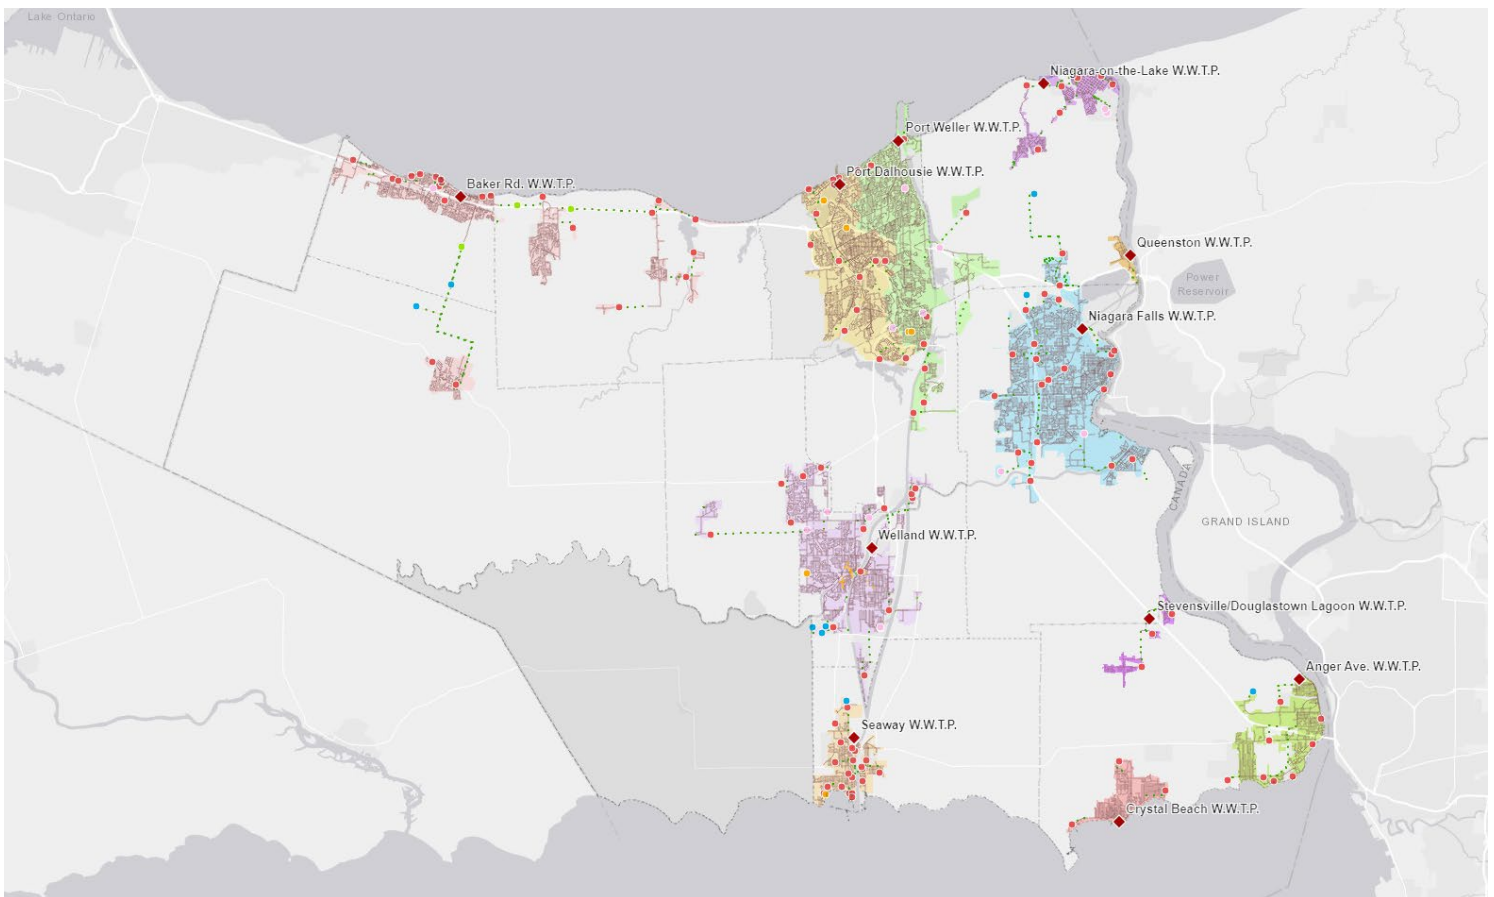 Lake Ontario
Niagara-on-the-Lake W.W.T.P.
Port Weller W.W.T.P.
Port Dalhousie W.W.T.P.
Baker Rd. W.W.T.P.
Queenston W.W.T.P.
Power
Reservoir
Niagara Falls W.W.T.P.
CANADA
GRAND ISLAND
Welland W.W.T.P.
Stevensville/Douglastown Lagoon W.W.T.P.
Anger Ave. W.W.T.P.
Seaway W.W.T.P.
Crystal Beach W.W.T.P.